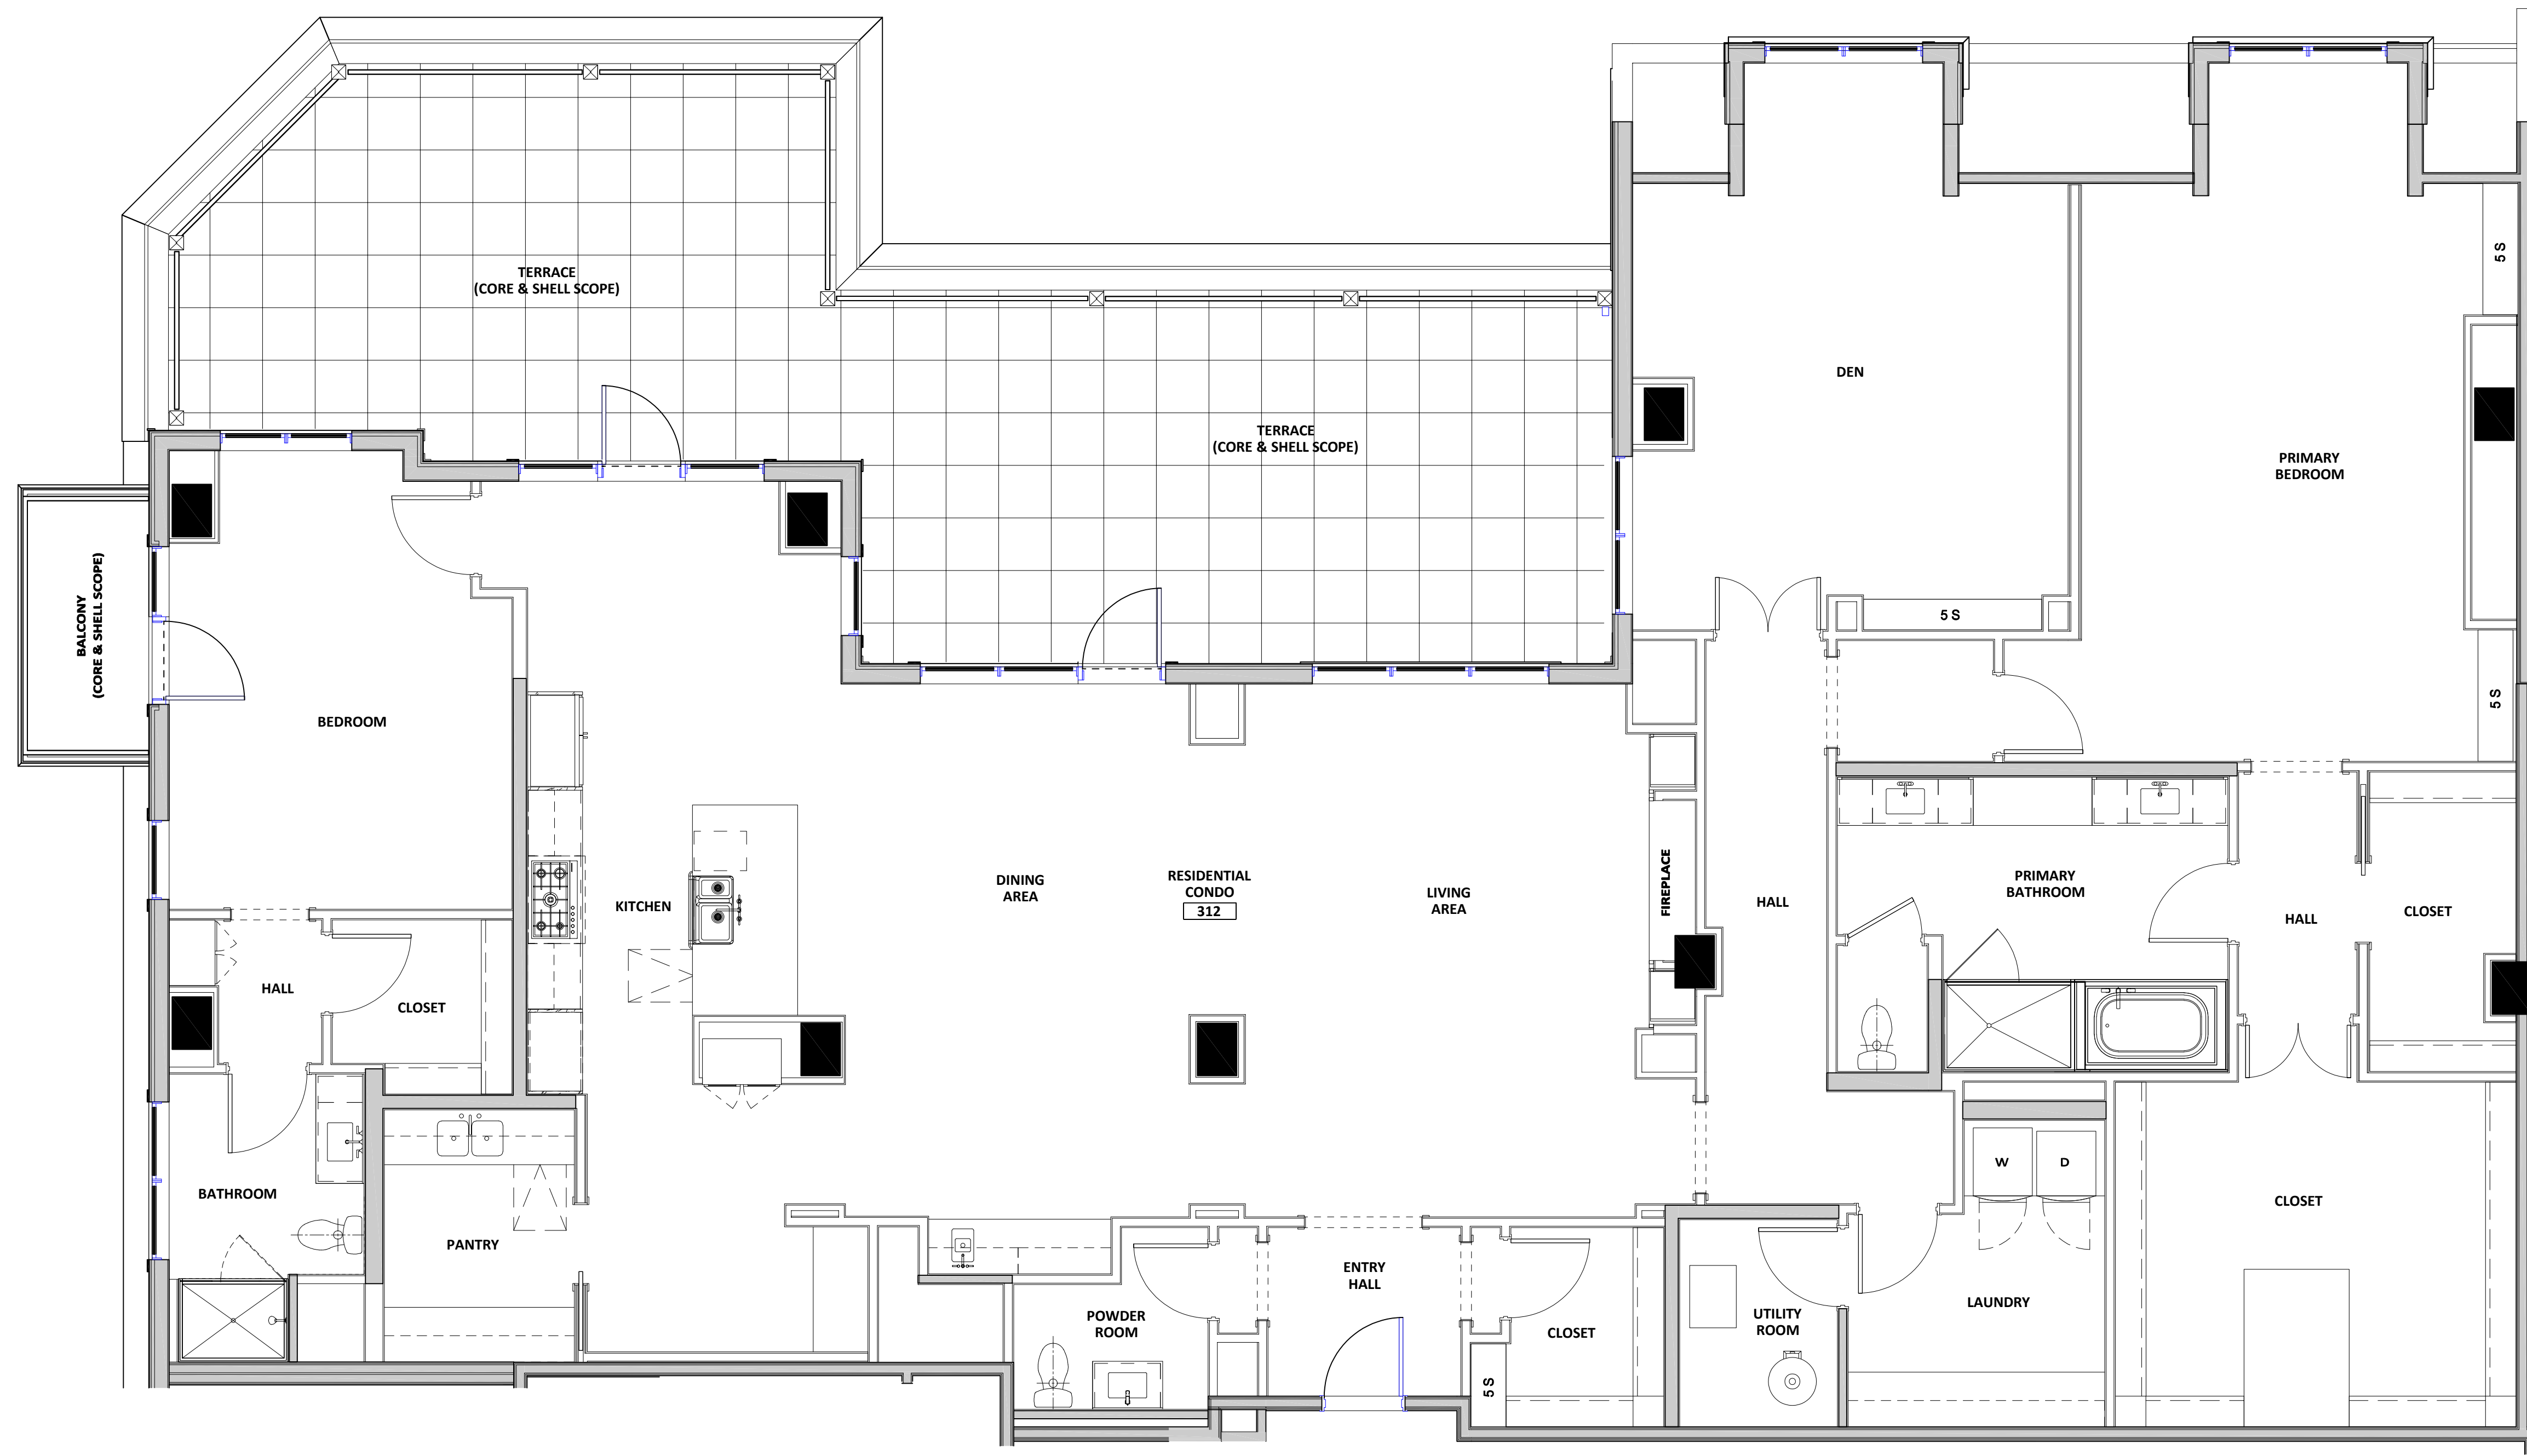 TERRACE
(CORE & SHELL SCOPE)
5 S
DEN
TERRACE
(CORE & SHELL SCOPE)
PRIMARY
BEDROOM
BALCONY
(CORE & SHELL SCOPE)
5 S
5 S
BEDROOM
DINING
AREA
RESIDENTIAL
CONDO
312
LIVING
AREA
FIREPLACE
KITCHEN
HALL
PRIMARY
BATHROOM
HALL
CLOSET
HALL
CLOSET
W
D
BATHROOM
CLOSET
PANTRY
ENTRY
HALL
POWDER
ROOM
CLOSET
UTILITY
ROOM
LAUNDRY
5 S